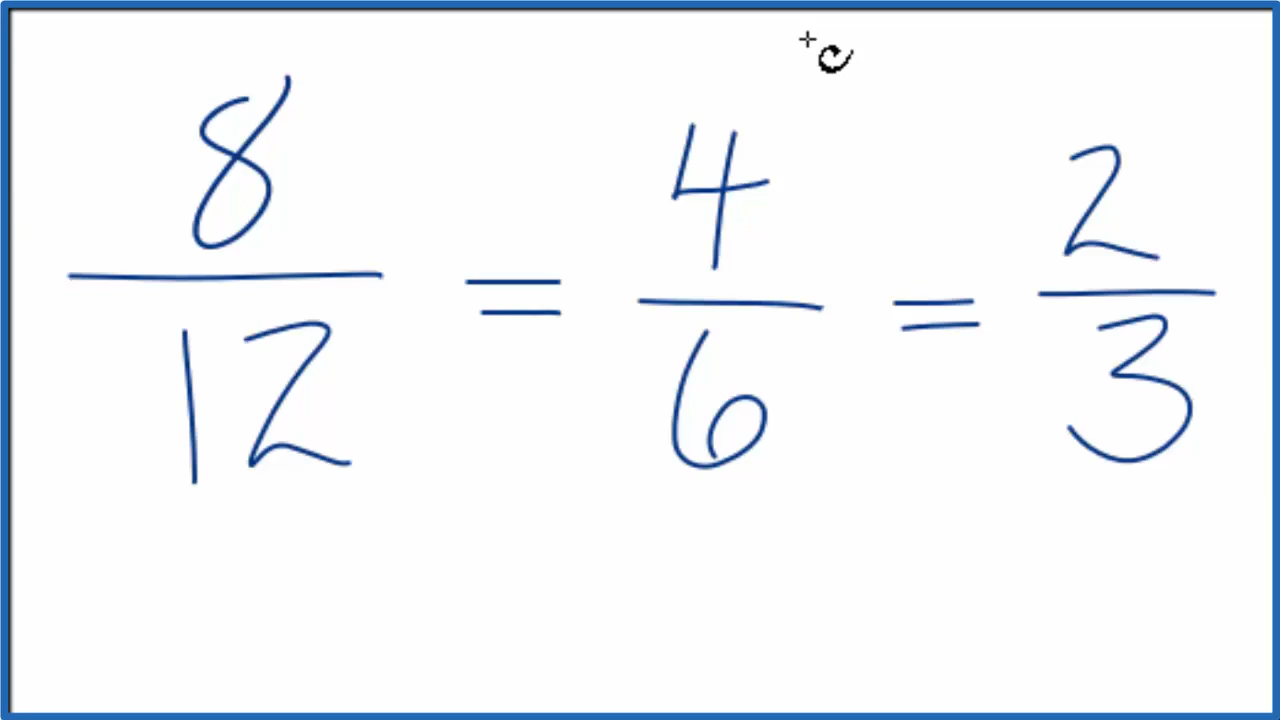 8/12 = 4/6 = 2/3